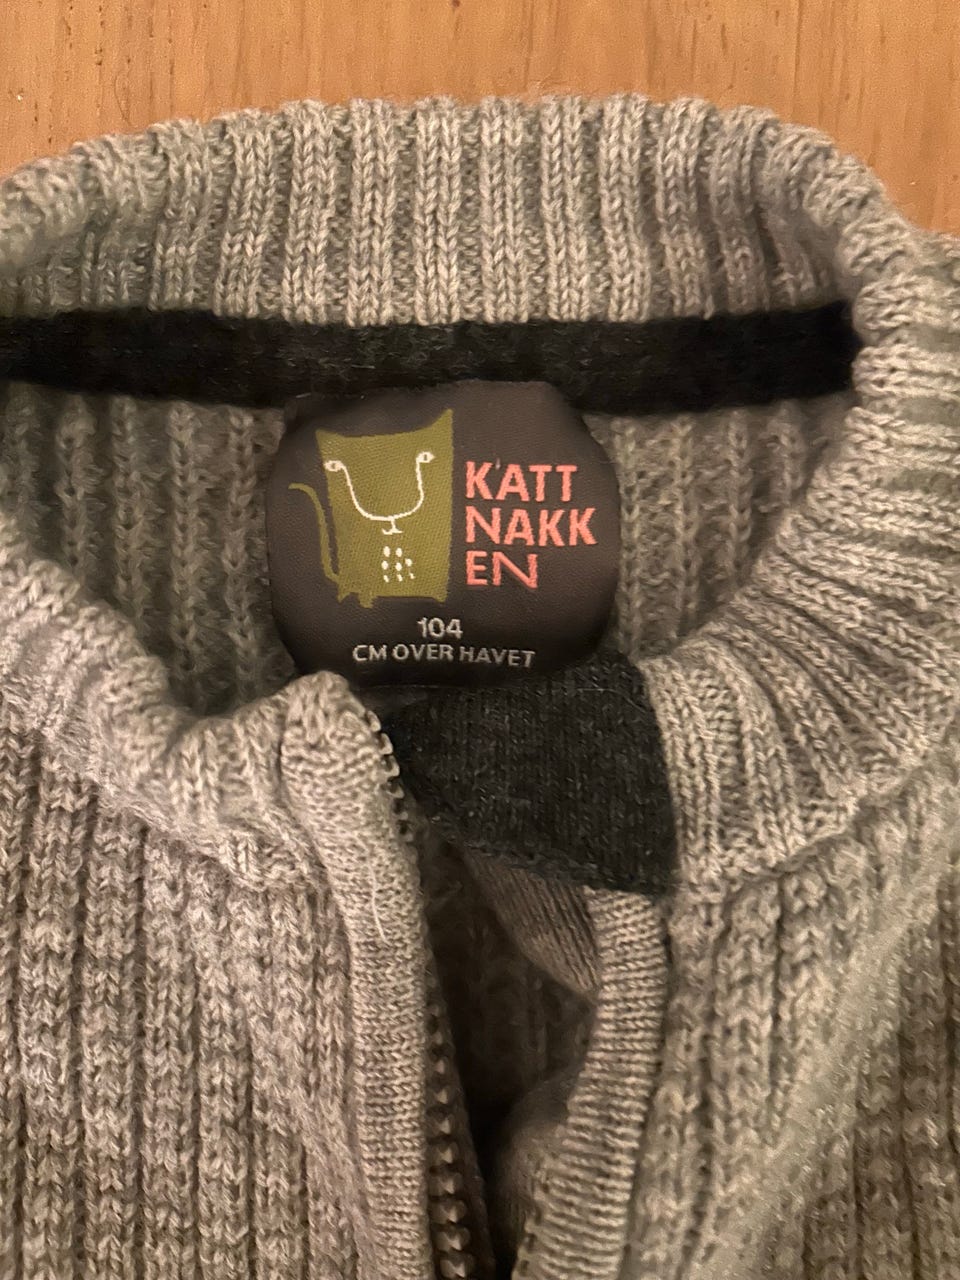 KATT
NAKK
EN
104
CM OVER HAVET